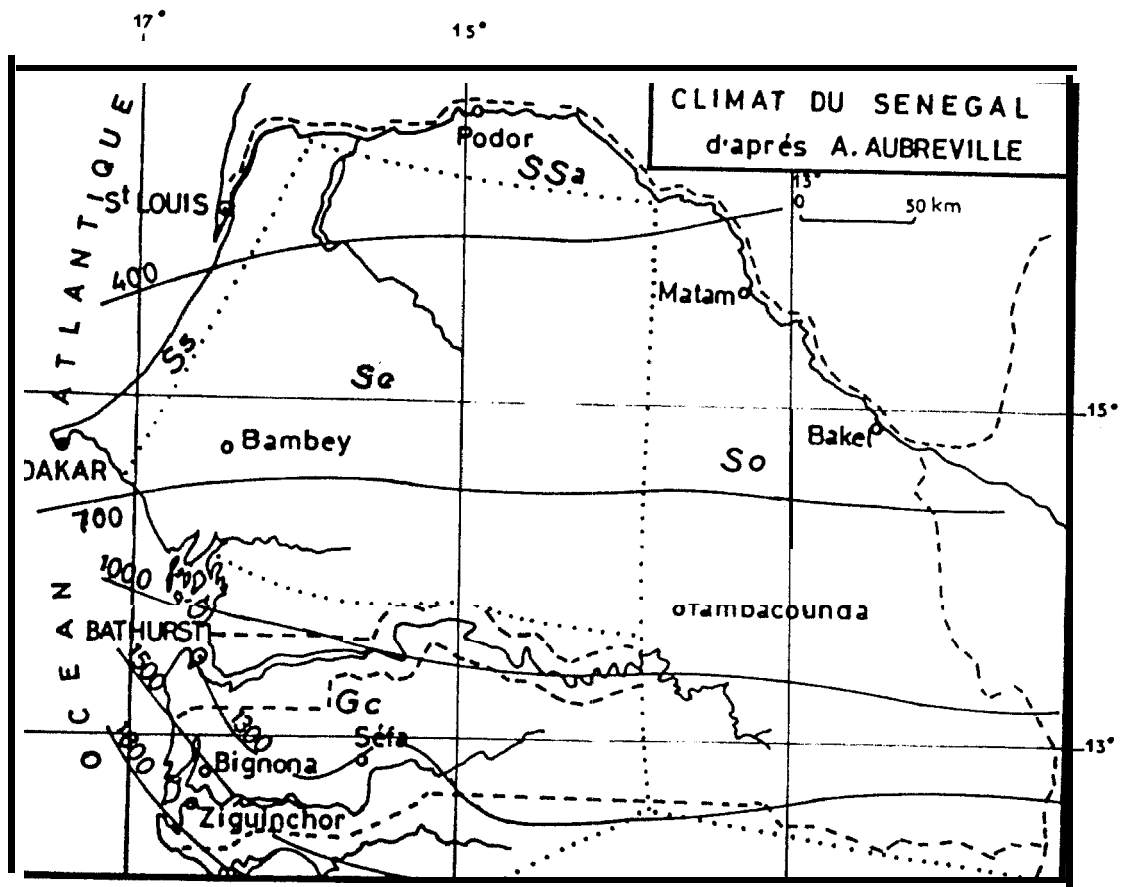 17°
15°
CLIMAT DU SENEGAL
d'aprés A. AUBREVILLE
Podor
SSa
13°
0 50 km
St LOUIS
ATLANTIQUE
400
Matam
Ss
Se
15°
Bambey
Bakel
DAKAR
So
700
1000
Tambacounda
OCEAN
BATHURST
1500
Gc
1300
Séfa
13°
1800
Bignona
Ziguinchor